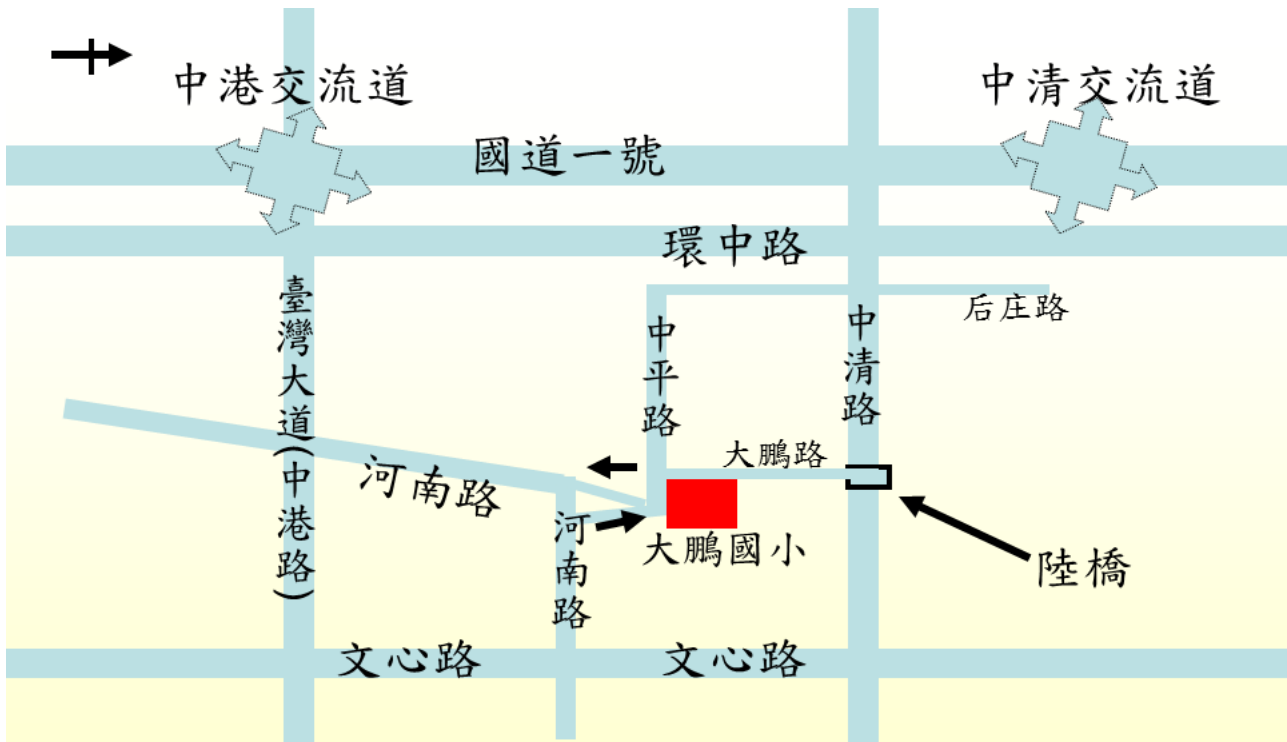 中港交流道
中清交流道
國道一號
環中路
臺灣大道(中港路)
后庄路
中平路
中清路
大鵬路
河南路
河南路
大鵬國小
陸橋
文心路
文心路